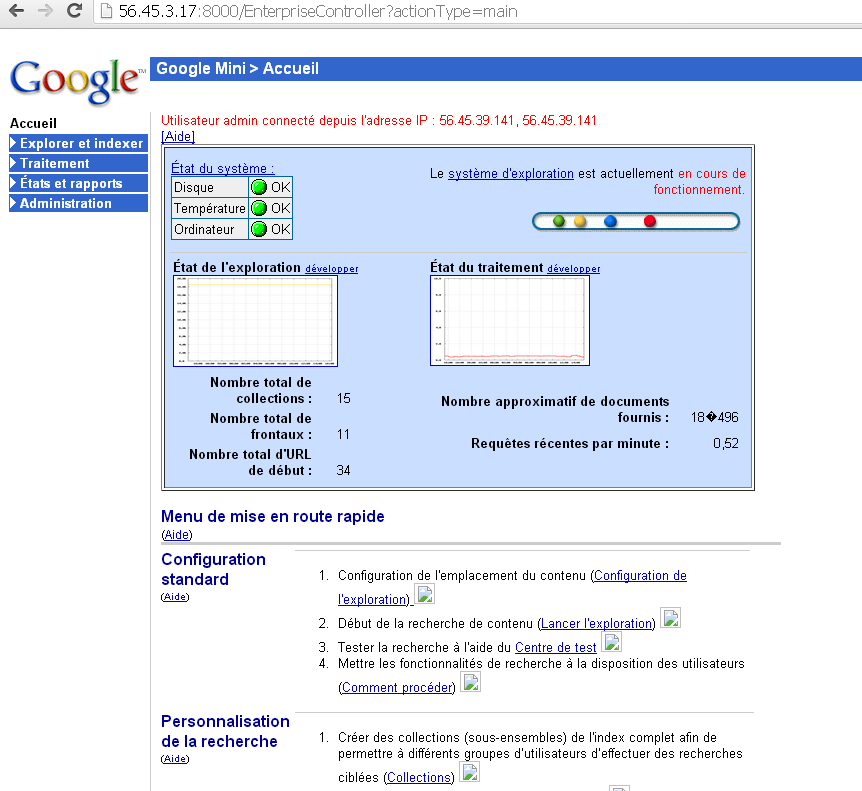 56.45.3.17:8000/EnterpriseController?actionType=main
Google™
Google Mini > Accueil
Accueil
Explorer et indexer
Traitement
États et rapports
Administration
Utilisateur admin connecté depuis l'adresse IP : 56.45.39.141, 56.45.39.141
[Aide]
État du système :
Disque OK
Température OK
Ordinateur OK
Le système d'exploration est actuellement en cours de
fonctionnement.
État de l'exploration développer
État du traitement développer
Nombre total de
collections : 15
Nombre total de
frontaux : 11
Nombre total d'URL
de début : 34
Nombre approximatif de documents
fournis : 18�496
Requêtes récentes par minute : 0,52
Menu de mise en route rapide
(Aide)
Configuration
standard
(Aide)
1. Configuration de l'emplacement du contenu (Configuration de
l'exploration)
2. Début de la recherche de contenu (Lancer l'exploration)
3. Tester la recherche à l'aide du Centre de test
4. Mettre les fonctionnalités de recherche à la disposition des utilisateurs
(Comment procéder)
Personnalisation
de la recherche
(Aide)
1. Créer des collections (sous-ensembles) de l'index complet afin de
permettre à différents groupes d'utilisateurs d'effectuer des recherches
ciblées (Collections)